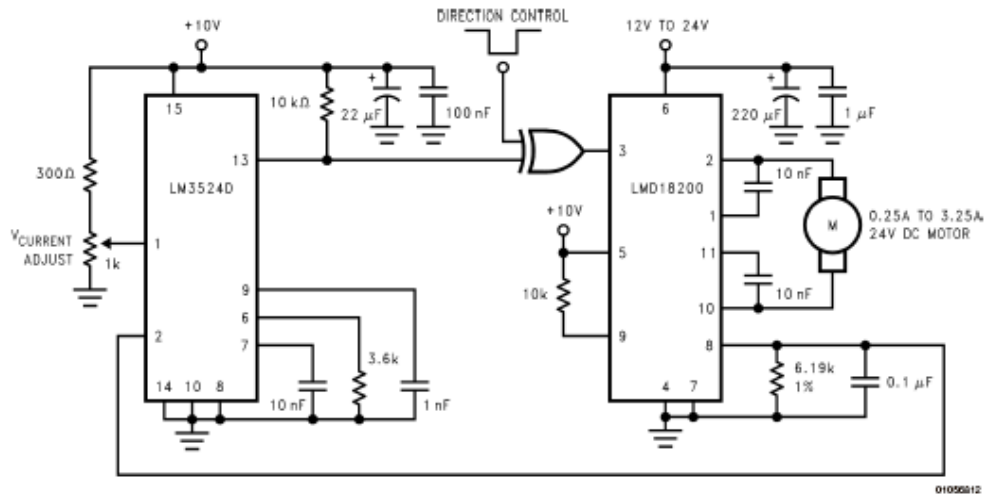 DIRECTION CONTROL
+10V
12V TO 24V
15
10 kΩ
22 μF
+
100 nF
6
220 μF
+
1 μF
13
3
2
300Ω
LM3524D
LMD18200
10 nF
+10V
1
M
0.25A TO 3.25A,
24V DC MOTOR
VCURRENT
ADJUST
1k
1
5
11
9
10k
10 nF
6
10
2
7
3.6k
9
8
14
10
8
10 nF
1 nF
4
7
6.19k
1%
0.1 μF